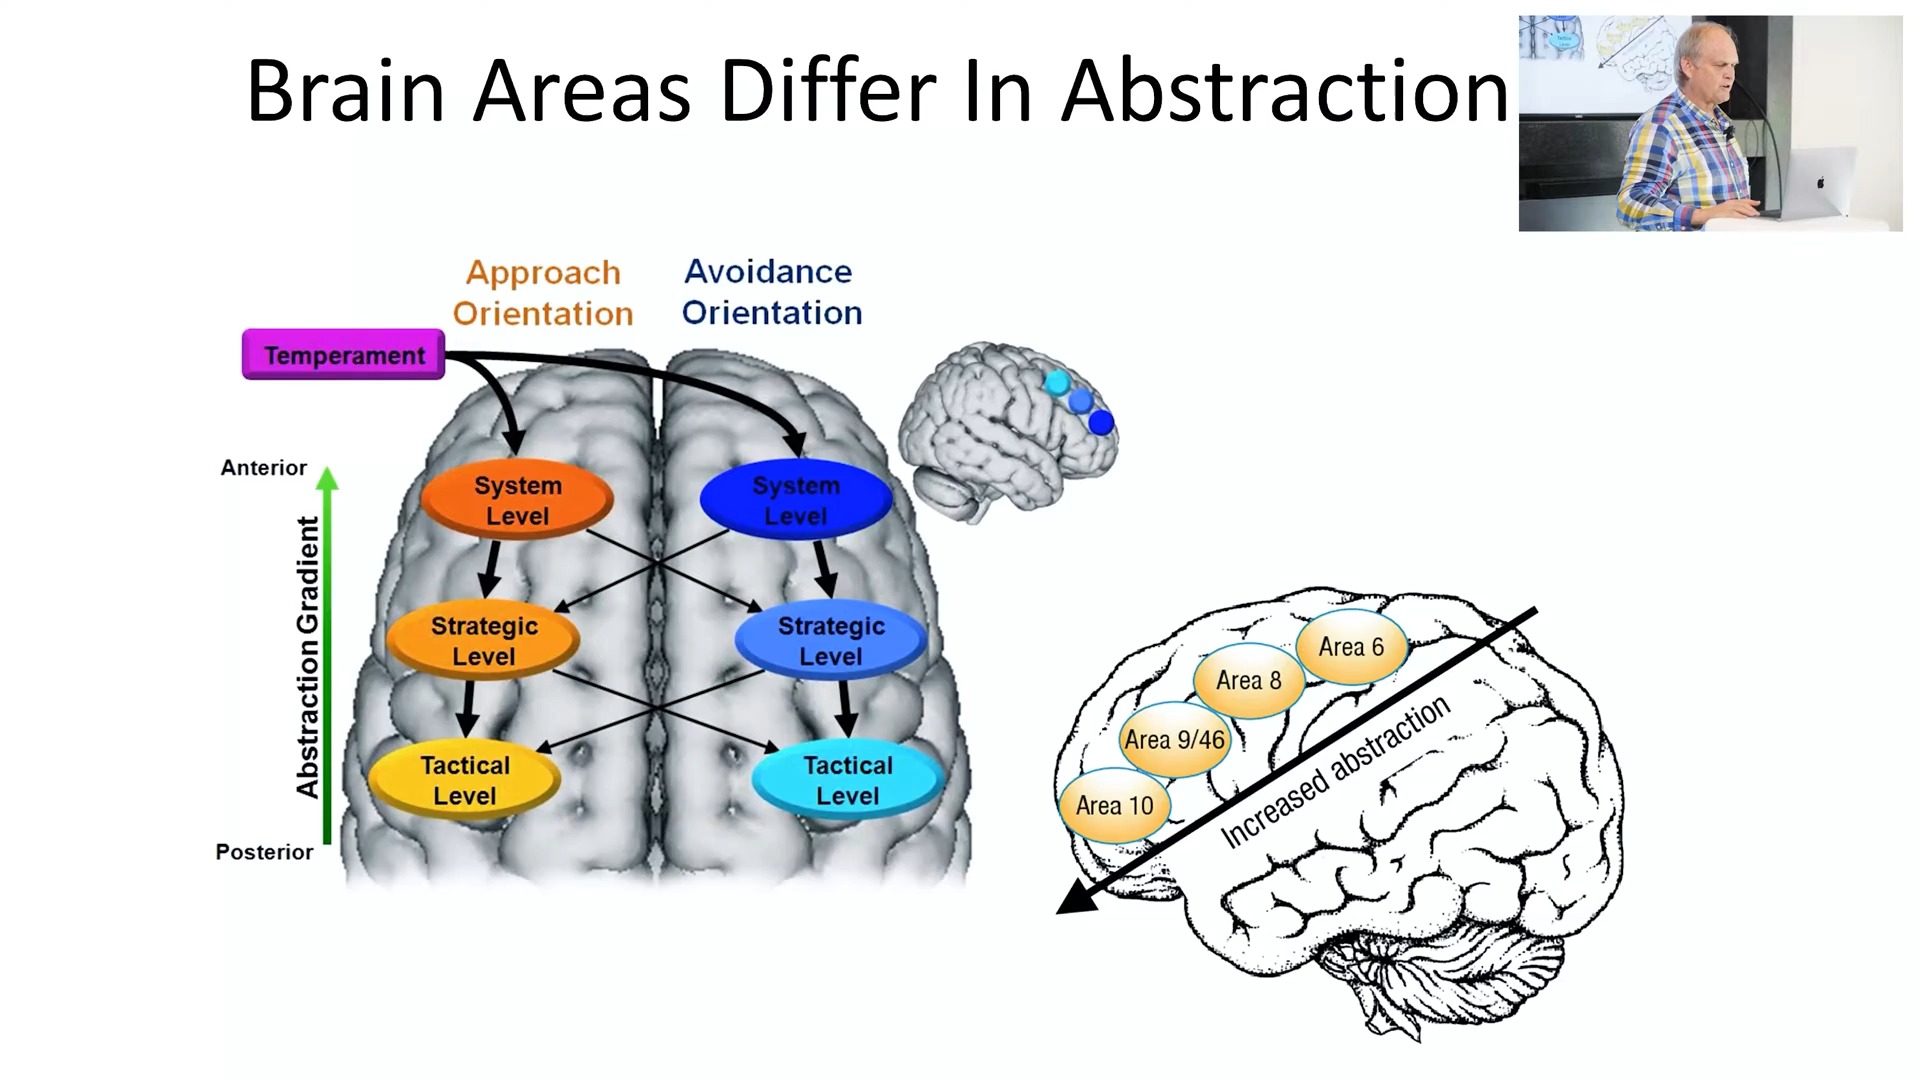 Brain Areas Differ In Abstraction
Approach
Orientation
Avoidance
Orientation
Temperament
Anterior
Abstraction Gradient
Posterior
System
Level
System
Level
Strategic
Level
Strategic
Level
Tactical
Level
Tactical
Level
Area 6
Area 8
Area 9/46
Area 10
Increased abstraction